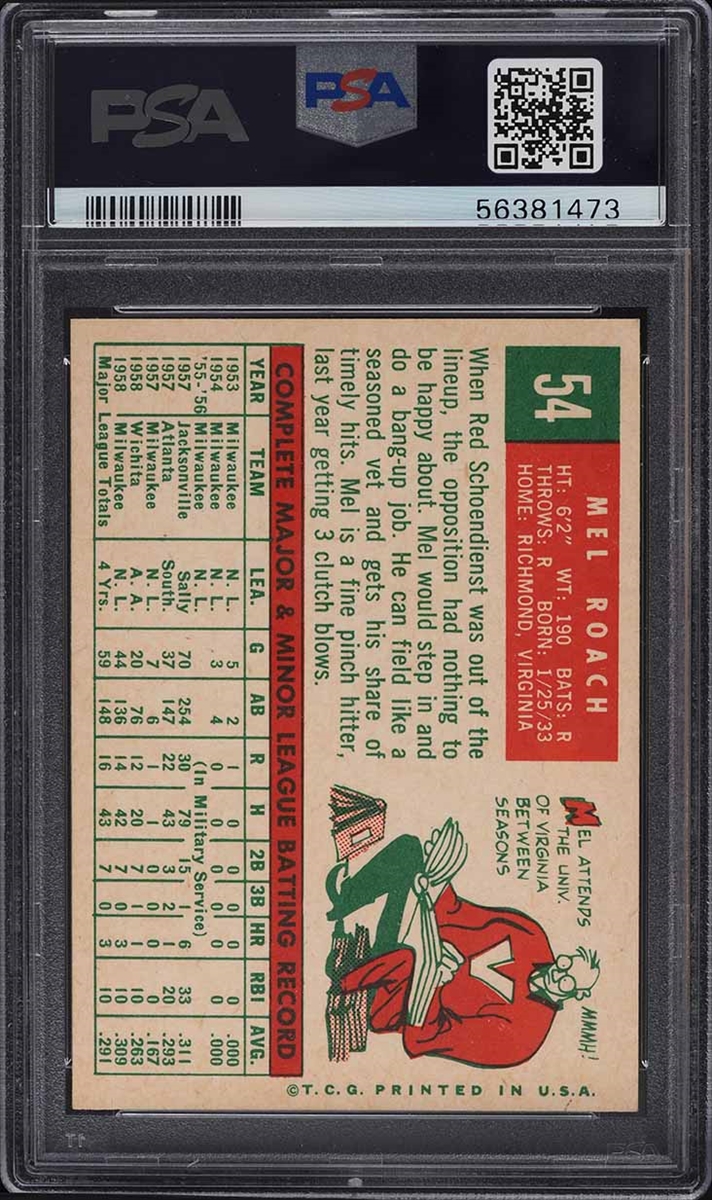 PSA
PSA
56381473
54
MEL ROACH
HT: 6'2" WT: 190 BATS: R
THROWS: R BORN: 1/25/33
HOME: RICHMOND, VIRGINIA
When Red Schoendienst was out of the
lineup, the opposition had nothing to
be happy about. Mel would step in and
do a bang-up job. He can field like a
seasoned vet and gets his share of
timely hits. Mel is a fine pinch hitter,
last year getting 3 clutch blows.
MEL ATTENDS
THE UNIV.
OF VIRGINIA
BETWEEN
SEASONS
MMMH!
V
COMPLETE MAJOR & MINOR LEAGUE BATTING RECORD
YEAR TEAM LEA. G AB R H 2B 3B HR RBI AVG.
1953 Milwaukee N. L. 5 2 1 0 0 0 0 0 .000
1954 Milwaukee N. L. 3 4 0 0 0 0 0 0 .000
'55-'56 Milwaukee (In Military Service)
1957 Jacksonville Sally 70 254 30 79 15 1 6 33 .311
1957 Atlanta South. 37 147 22 43 3 2 1 20 .293
1957 Milwaukee N. L. 7 6 1 1 0 0 0 0 .167
1958 Wichita A. A. 20 76 12 20 0 10 .263
1958 Milwaukee N. L. 44 136 14 42 7 0 3 10 .309
Major League Totals 4 Yrs. 59 148 16 43 7 0 3 10 .291
©T.C.G. PRINTED IN U.S.A.
PSA